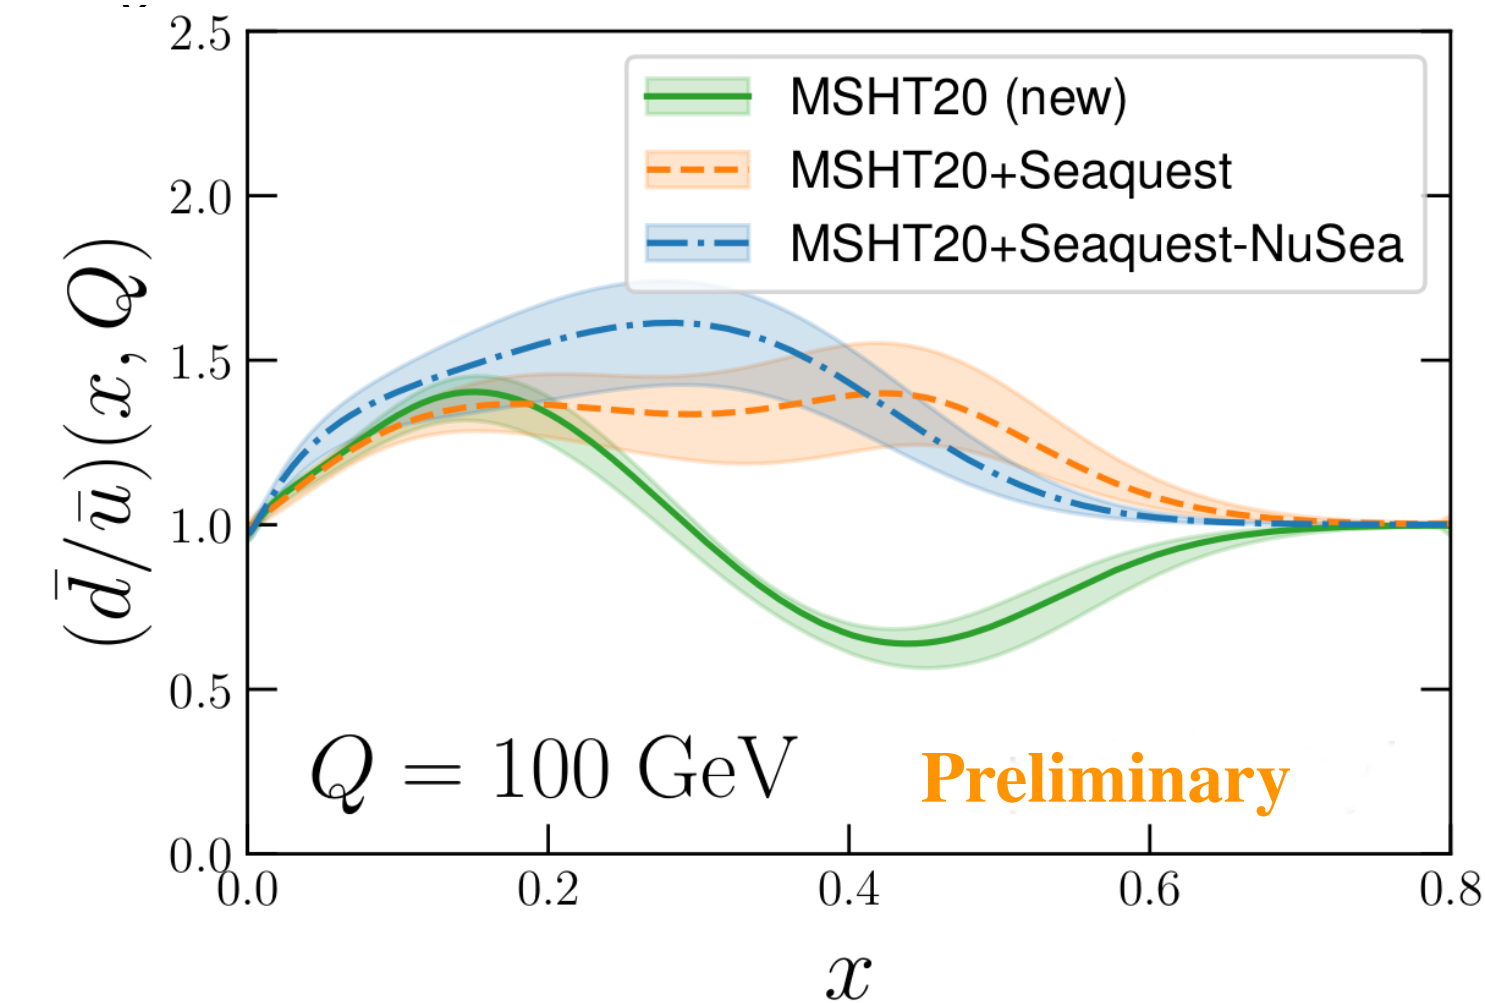 2.5
2.0
1.5
1.0
0.5
0.0
(d̄/ū)(x, Q)
MSHT20 (new)
MSHT20+Seaquest
MSHT20+Seaquest-NuSea
Q = 100 GeV
Preliminary
0.0 0.2 0.4 0.6 0.8
x